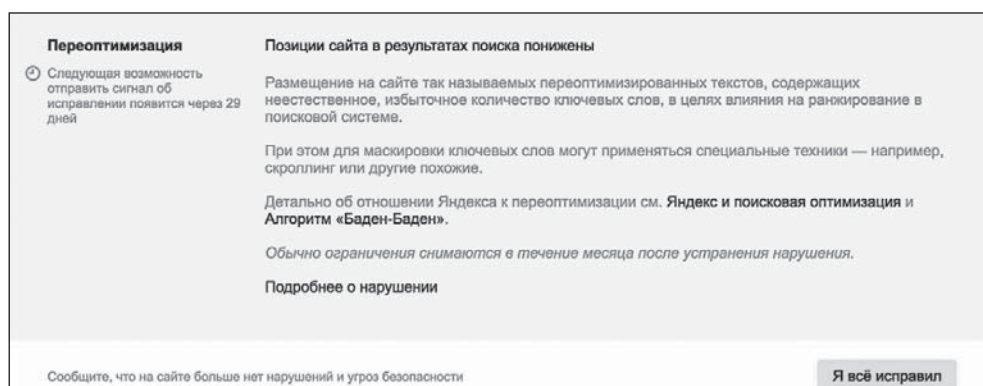 Переоптимизация
Следующая возможность
отправить сигнал об
исправлении появится через 29
дней
Позиции сайта в результатах поиска понижены
Размещение на сайте так называемых переоптимизированных текстов, содержащих
неестественное, избыточное количество ключевых слов, в целях влияния на ранжирование в
поисковой системе.
При этом для маскировки ключевых слов могут применяться специальные техники — например,
скроллинг или другие похожие.
Детально об отношении Яндекса к переоптимизации см. Яндекс и поисковая оптимизация и
Алгоритм «Баден-Баден».
Обычно ограничения снимаются в течение месяца после устранения нарушения.
Подробнее о нарушении
Сообщите, что на сайте больше нет нарушений и угроз безопасности
Я всё исправил